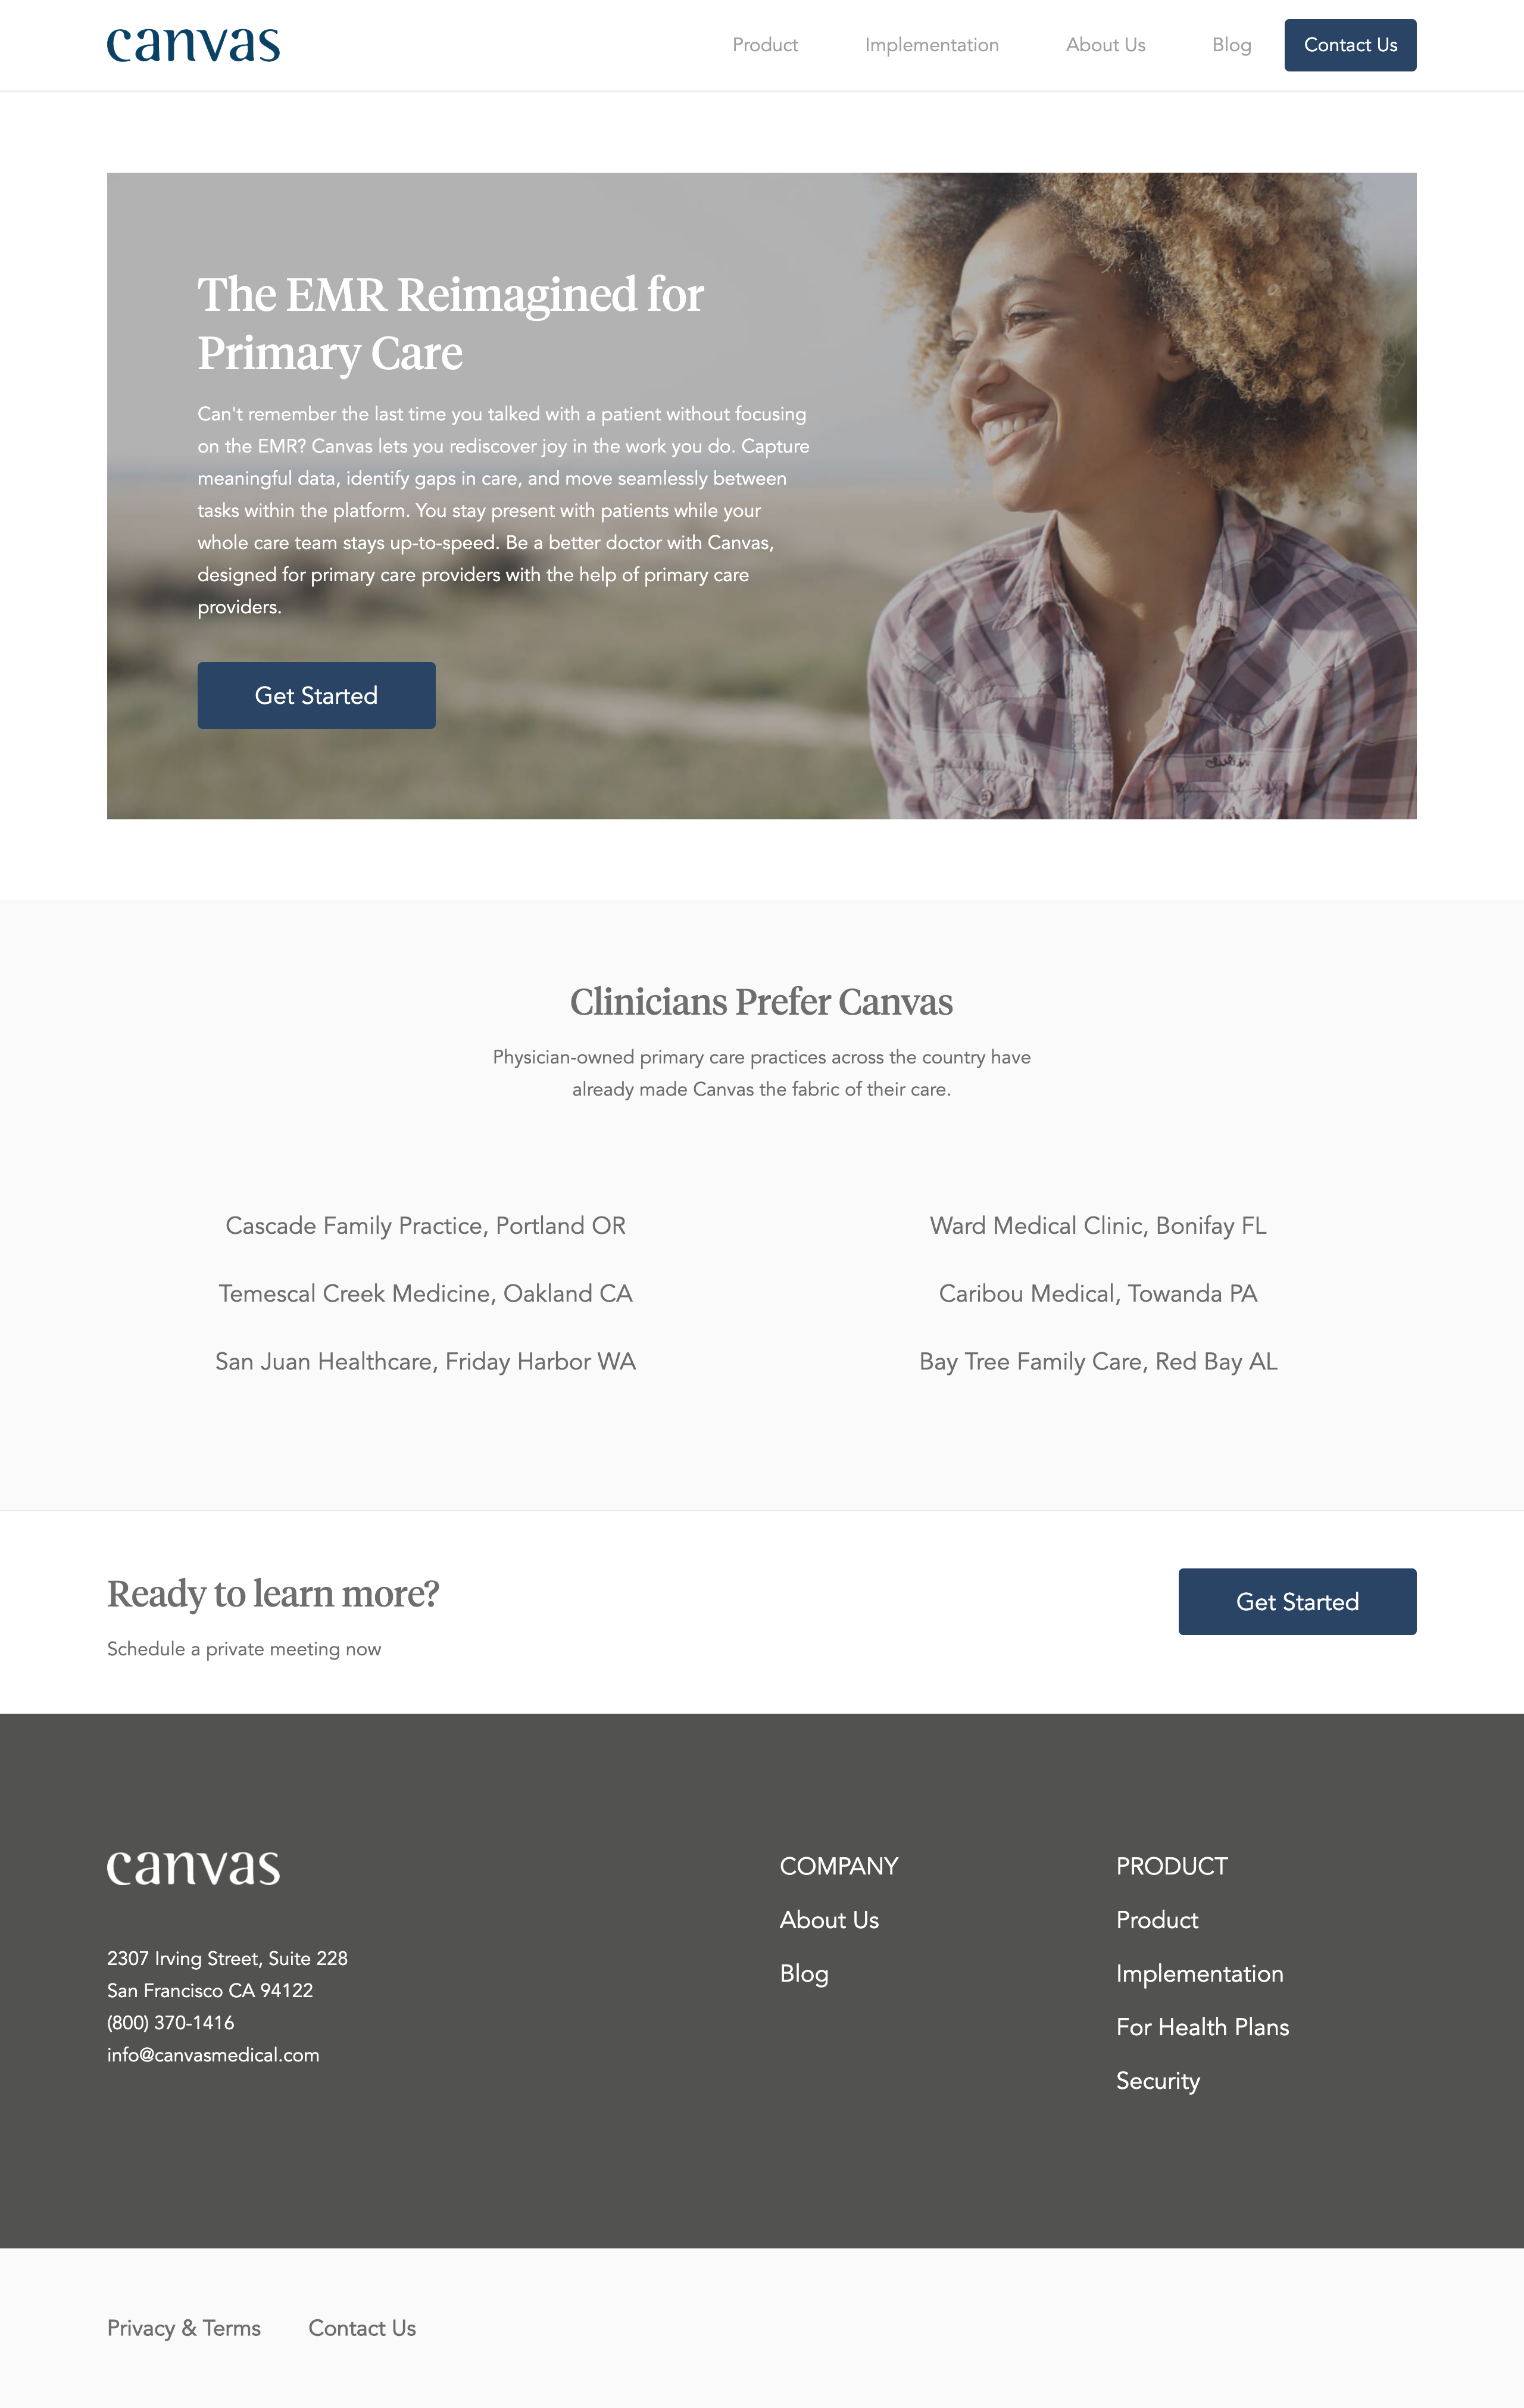 canvas
Product
Implementation
About Us
Blog
Contact Us
The EMR Reimagined for
Primary Care
Can't remember the last time you talked with a patient without focusing
on the EMR? Canvas lets you rediscover joy in the work you do. Capture
meaningful data, identify gaps in care, and move seamlessly between
tasks within the platform. You stay present with patients while your
whole care team stays up-to-speed. Be a better doctor with Canvas,
designed for primary care providers with the help of primary care
providers.
Get Started
Clinicians Prefer Canvas
Physician-owned primary care practices across the country have
already made Canvas the fabric of their care.
Cascade Family Practice, Portland OR
Temescal Creek Medicine, Oakland CA
San Juan Healthcare, Friday Harbor WA
Ward Medical Clinic, Bonifay FL
Caribou Medical, Towanda PA
Bay Tree Family Care, Red Bay AL
Ready to learn more?
Schedule a private meeting now
Get Started
canvas
2307 Irving Street, Suite 228
San Francisco CA 94122
(800) 370-1416
info@canvasmedical.com
COMPANY
About Us
Blog
PRODUCT
Product
Implementation
For Health Plans
Security
Privacy & Terms
Contact Us